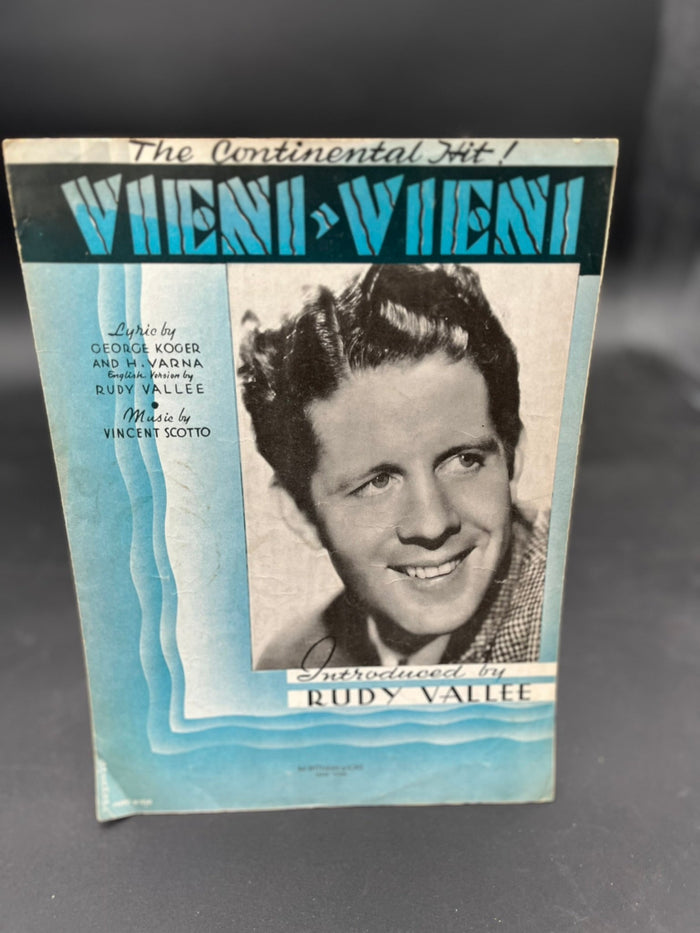 The Continental Hit!
VIENI, VIENI
Lyric by
GEORGE KOGER
AND H. VARNA
English Version by
RUDY VALLEE
Music by
VINCENT SCOTTO
Introduced by
RUDY VALLEE